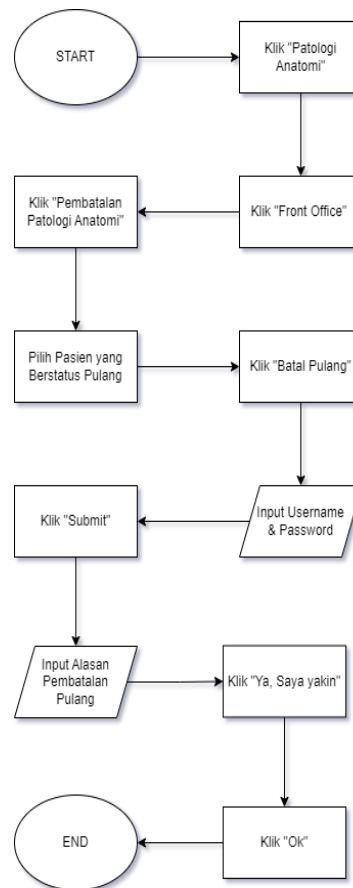 START
Klik "Patologi
Anatomi"
Klik "Front Office"
Klik "Pembatalan
Patologi Anatomi"
Pilih Pasien yang
Berstatus Pulang
Klik "Batal Pulang"
Input Username
& Password
Klik "Submit"
Input Alasan
Pembatalan
Pulang
Klik "Ya, Saya yakin"
Klik "Ok"
END